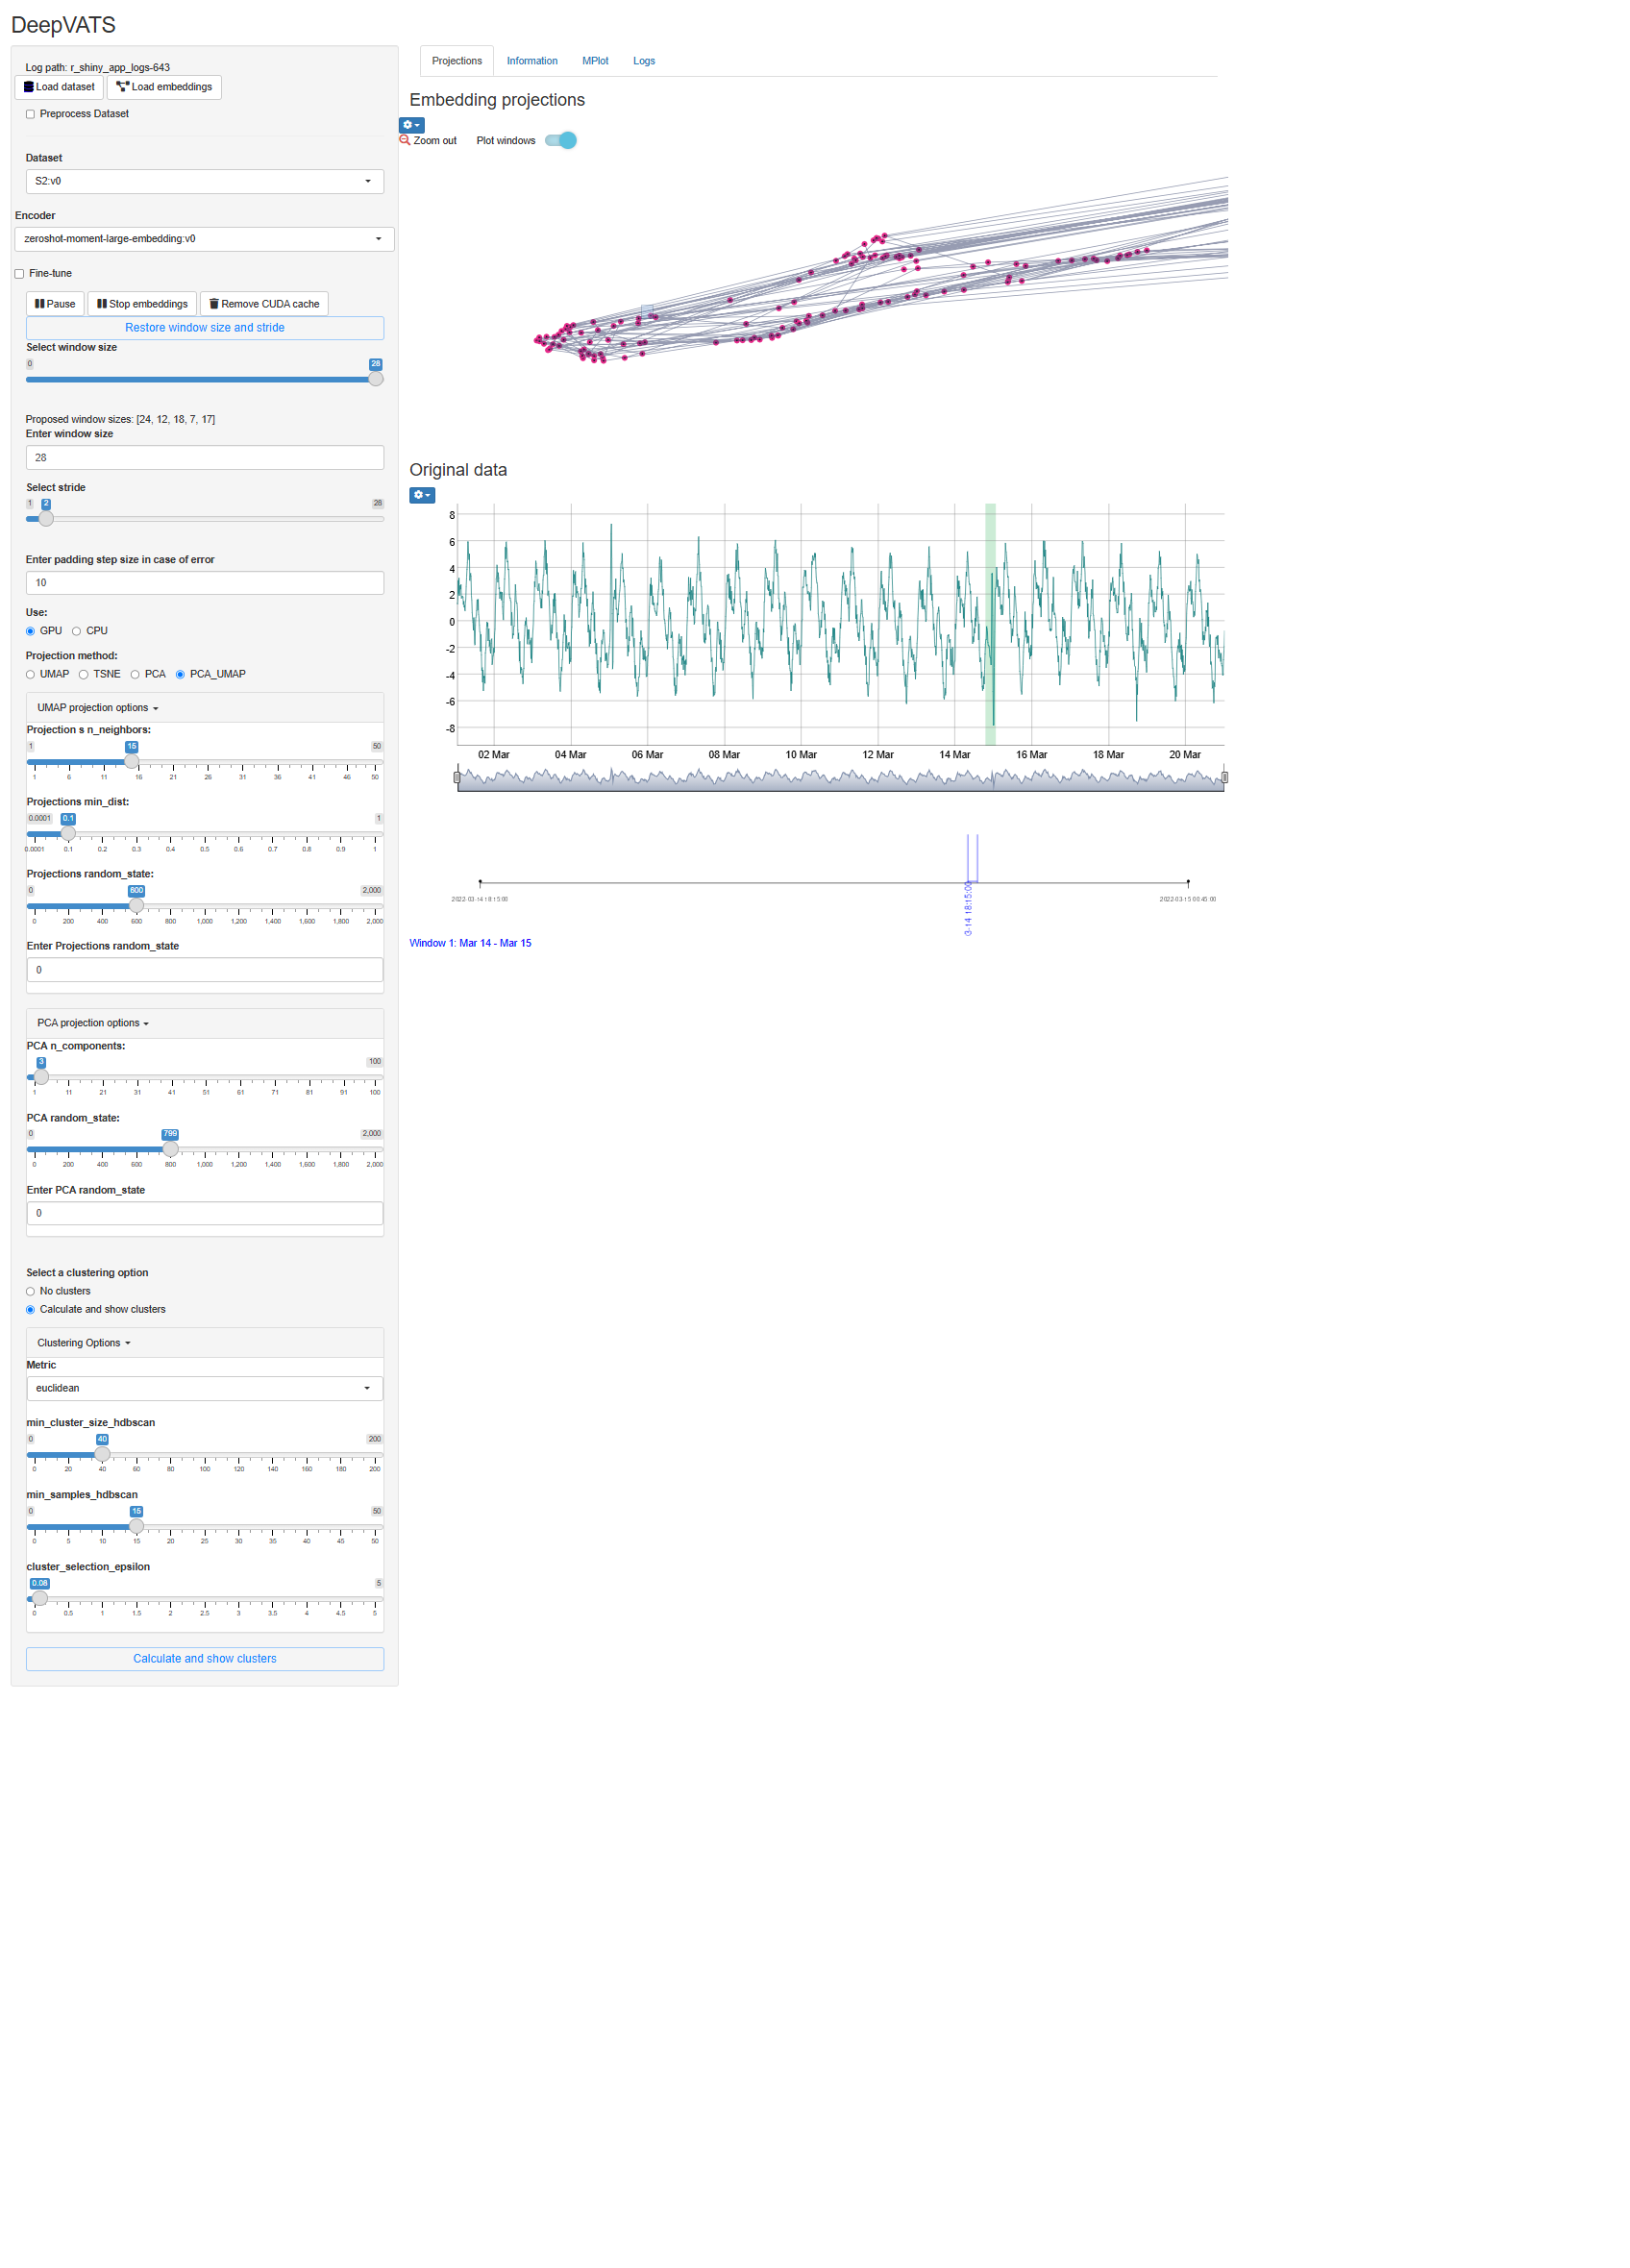 DeepVATS
Log path: r_shiny_app_logs-643
Load dataset Load embeddings
Preprocess Dataset
Dataset
S2:v0
Encoder
zeroshot-moment-large-embedding:v0
Fine-tune
Pause Stop embeddings Remove CUDA cache
Restore window size and stride
Select window size
0 28
Proposed window sizes: [24, 12, 18, 7, 17]
Enter window size
28
Select stride
1 2 28
Enter padding step size in case of error
10
Use:
GPU CPU
Projection method:
UMAP TSNE PCA PCA_UMAP
UMAP projection options
Projection s n_neighbors:
1 15 50
1 6 11 16 21 26 31 36 41 46 50
Projections min_dist:
0.0001 0.1 1
0.0001 0.1 0.2 0.3 0.4 0.5 0.6 0.7 0.8 0.9 1
Projections random_state:
0 600 2,000
0 200 400 600 800 1,000 1,200 1,400 1,600 1,800 2,000
Enter Projections random_state
0
PCA projection options
PCA n_components:
3 100
1 11 21 31 41 51 61 71 81 91 100
PCA random_state:
0 799 2,000
0 200 400 600 800 1,000 1,200 1,400 1,600 1,800 2,000
Enter PCA random_state
0
Select a clustering option
No clusters
Calculate and show clusters
Clustering Options
Metric
euclidean
min_cluster_size_hdbscan
0 40 200
0 20 40 60 80 100 120 140 160 180 200
min_samples_hdbscan
0 15 50
0 5 10 15 20 25 30 35 40 45 50
cluster_selection_epsilon
0.08 5
0 0.5 1 1.5 2 2.5 3 3.5 4 4.5 5
Calculate and show clusters
Projections Information MPlot Logs
Embedding projections
Zoom out Plot windows
Original data
8
6
4
2
0
-2
-4
-6
-8
02 Mar 04 Mar 06 Mar 08 Mar 10 Mar 12 Mar 14 Mar 16 Mar 18 Mar 20 Mar
2022-03-14 18:15:00 2022-03-15 00:45:00
3-14 18:15:00
Window 1: Mar 14 - Mar 15